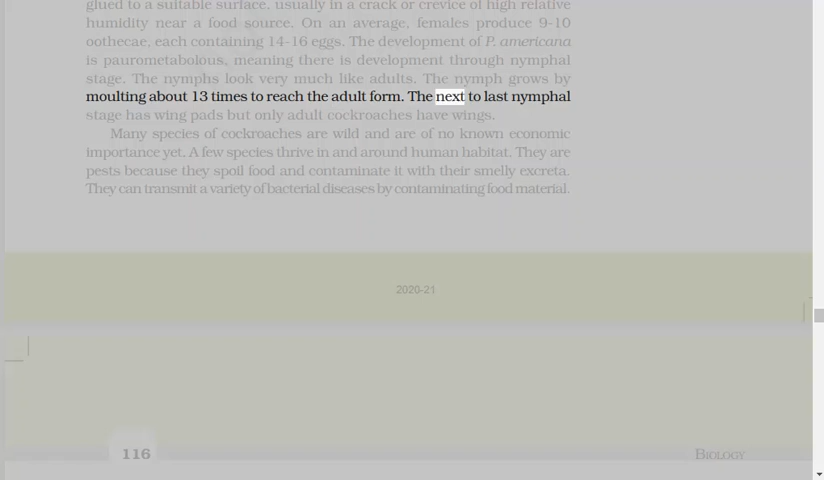 glued to a suitable surface, usually in a crack or crevice of high relative
humidity near a food source. On an average, females produce 9-10
oothecae, each containing 14-16 eggs. The development of P. americana
is paurometabolous, meaning there is development through nymphal
stage. The nymphs look very much like adults. The nymph grows by
moulting about 13 times to reach the adult form. The next to last nymphal
stage has wing pads but only adult cockroaches have wings.
Many species of cockroaches are wild and are of no known economic
importance yet. A few species thrive in and around human habitat. They are
pests because they spoil food and contaminate it with their smelly excreta.
They can transmit a variety of bacterial diseases by contaminating food material.
2020-21
116
BIOLOGY